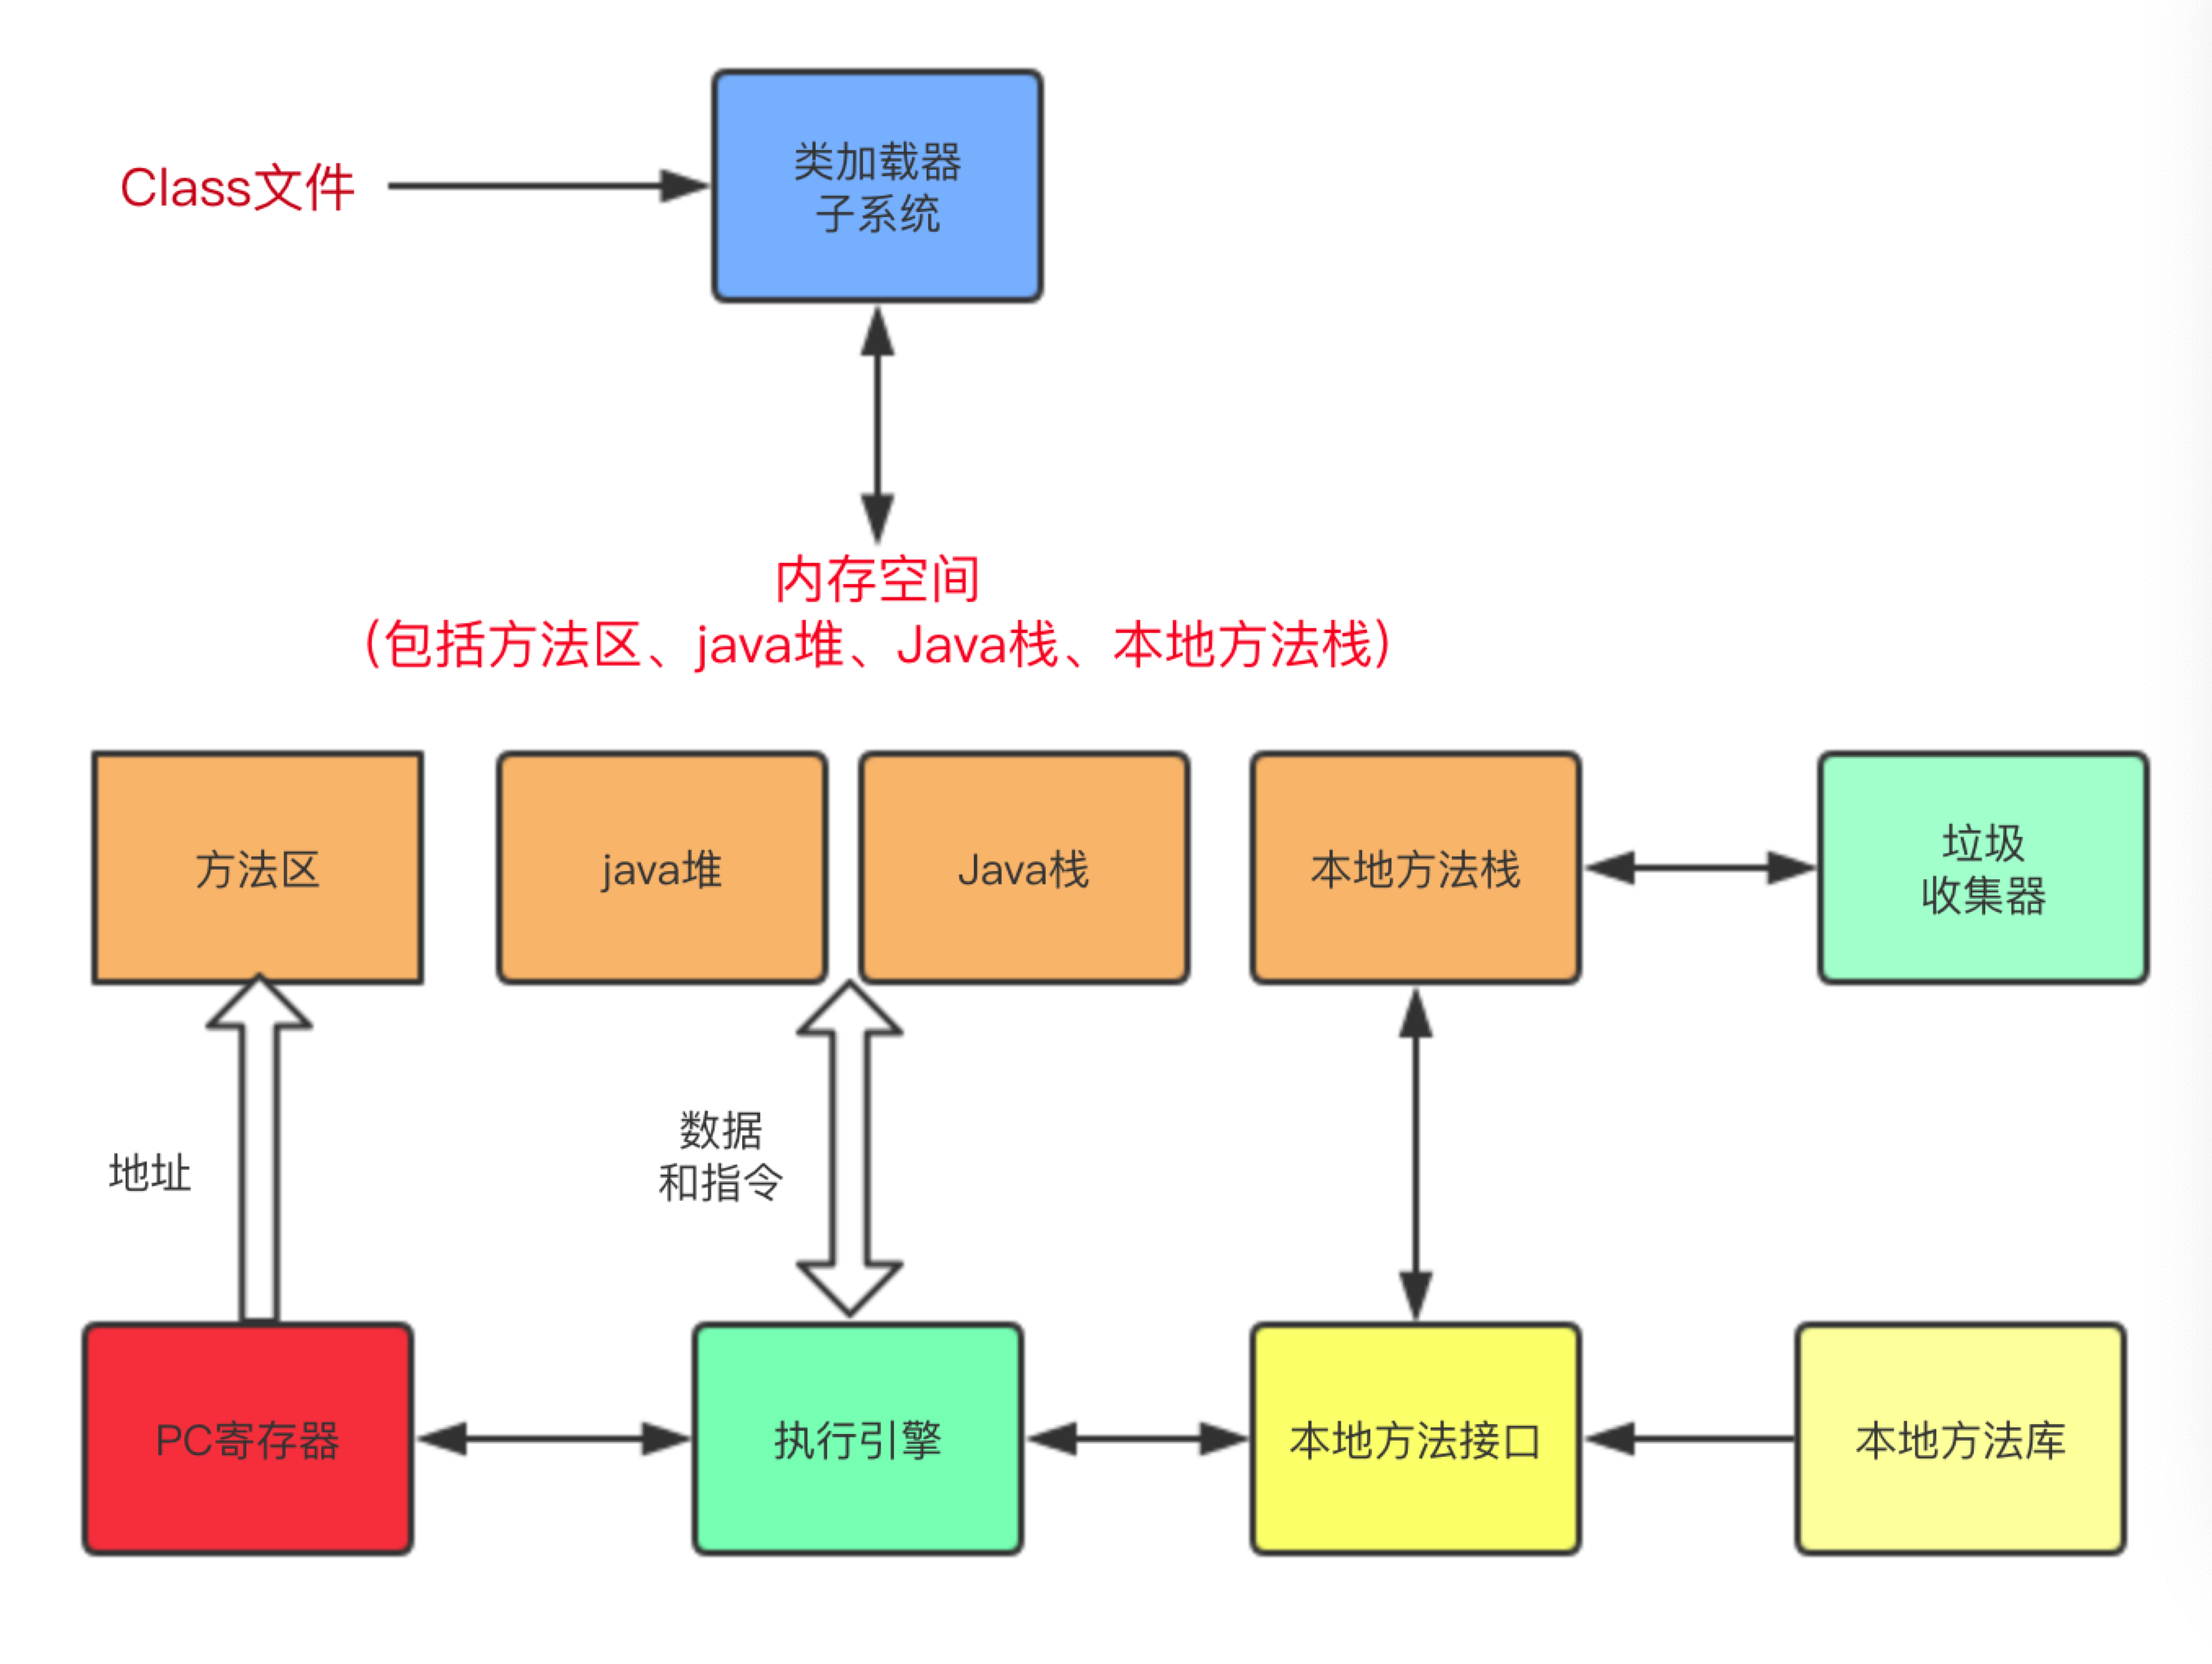 Class文件
类加载器
子系统
内存空间
(包括方法区、java堆、Java栈、本地方法栈)
方法区
java堆
Java栈
本地方法栈
垃圾
收集器
地址
数据
和指令
PC寄存器
执行引擎
本地方法接口
本地方法库